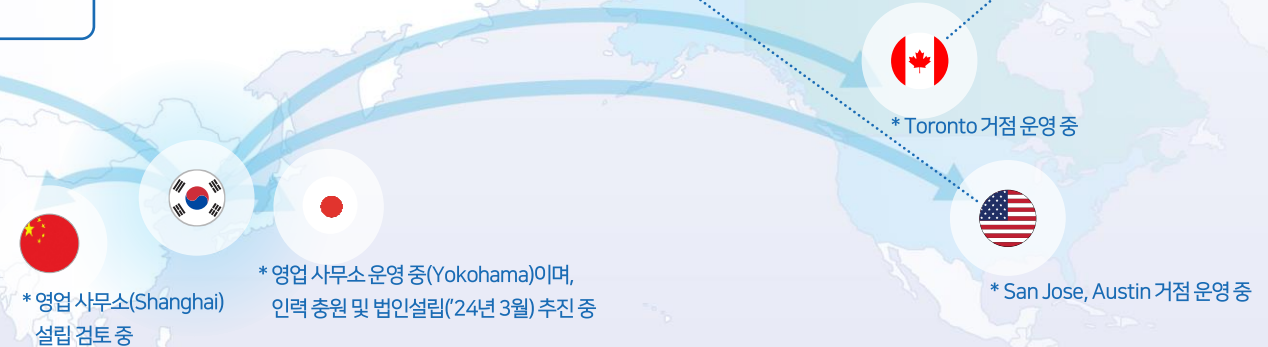 * Toronto 거점 운영 중
* 영업 사무소 운영 중(Yokohama)이며,
인력 충원 및 법인설립(’24년 3월) 추진 중
* San Jose, Austin 거점 운영 중
* 영업 사무소(Shanghai)
설립 검토 중